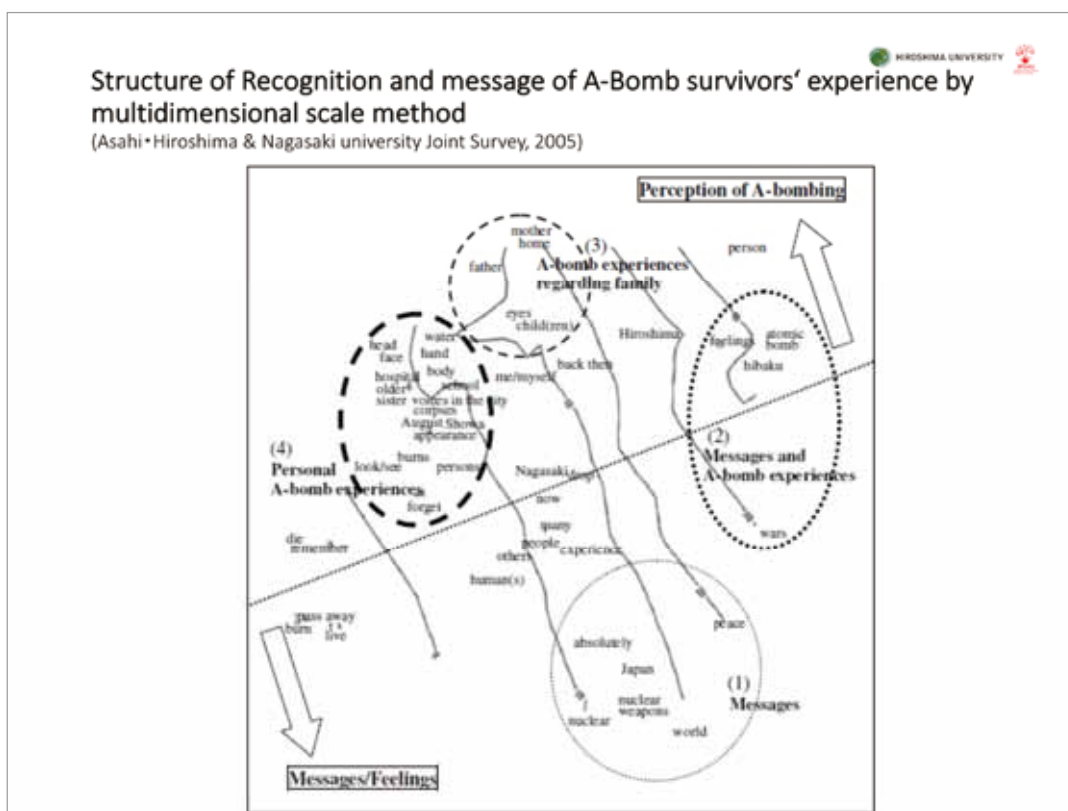 HIROSHIMA UNIVERSITY
Structure of Recognition and message of A-Bomb survivors' experience by
multidimensional scale method
(Asahi・Hiroshima & Nagasaki university Joint Survey, 2005)
Perception of A-bombing
mother
home
(3)
person
father
A-bomb experiences
regarding family
eyes
child(ren)
water
Hiroshima
feelings
atomic
bomb
head
face
hand
hibaku
back then
body
hospital
school
me/myself
older
sister voices in the city
corpses
August Showa
appearance
(4)
Personal
A-bomb experiences
burns
look/see
persons
forget
(2)
Messages and
A-bomb experiences
Nagasaki
now
wars
many
people
others
experience
die
remember
human(s)
pass away
burn
live
peace
absolutely
Japan
(1)
Messages
nuclear
weapons
nuclear
world
Messages/Feelings